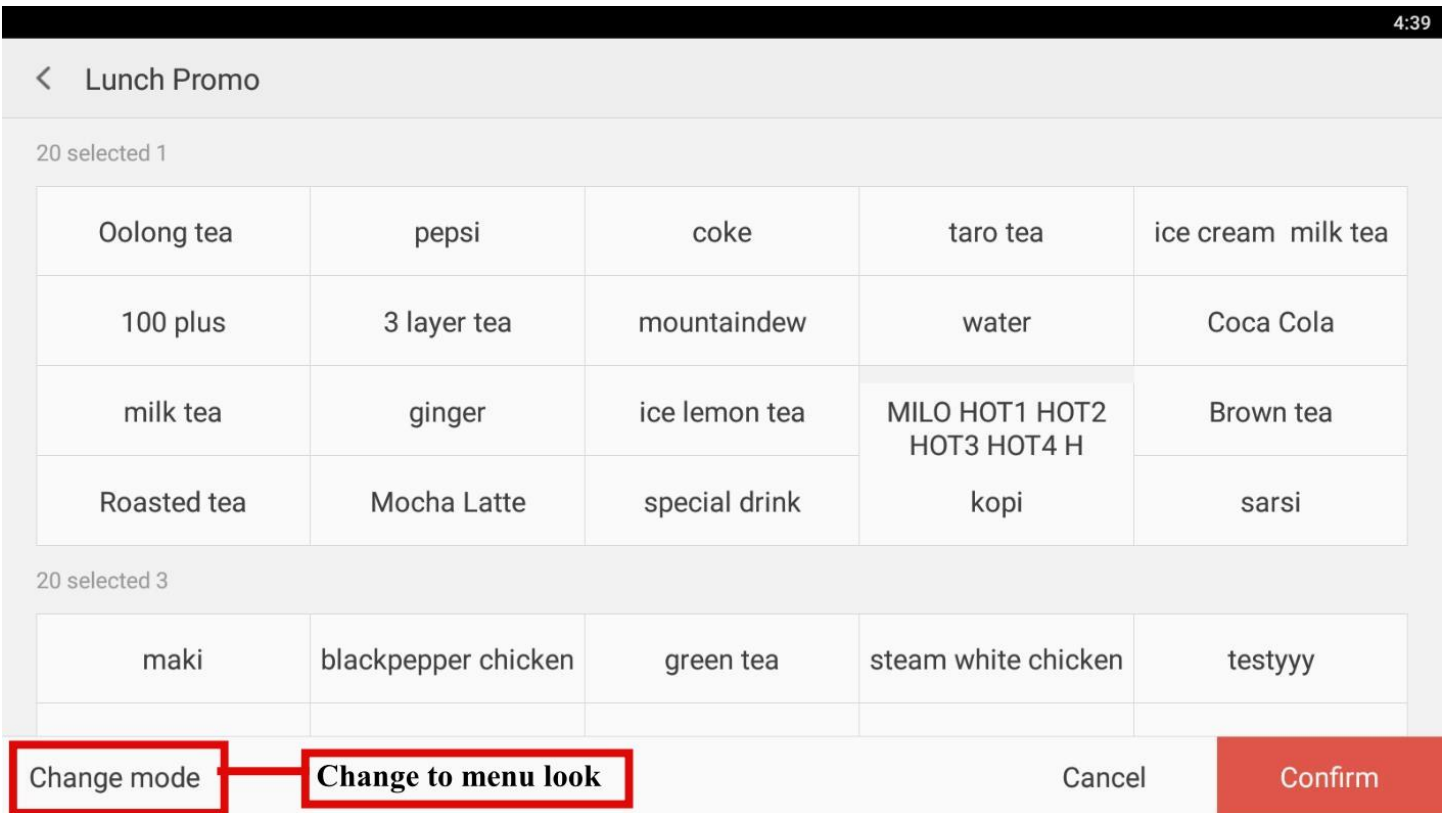 4:39
Lunch Promo
20 selected 1
Oolong tea pepsi coke taro tea ice cream milk tea
100 plus 3 layer tea mountaindew water Coca Cola
milk tea ginger ice lemon tea MILO HOT1 HOT2 Brown tea
HOT3 HOT4 H
Roasted tea Mocha Latte special drink kopi sarsi
20 selected 3
maki blackpepper chicken green tea steam white chicken testyyy
Change mode Change to menu look Cancel Confirm